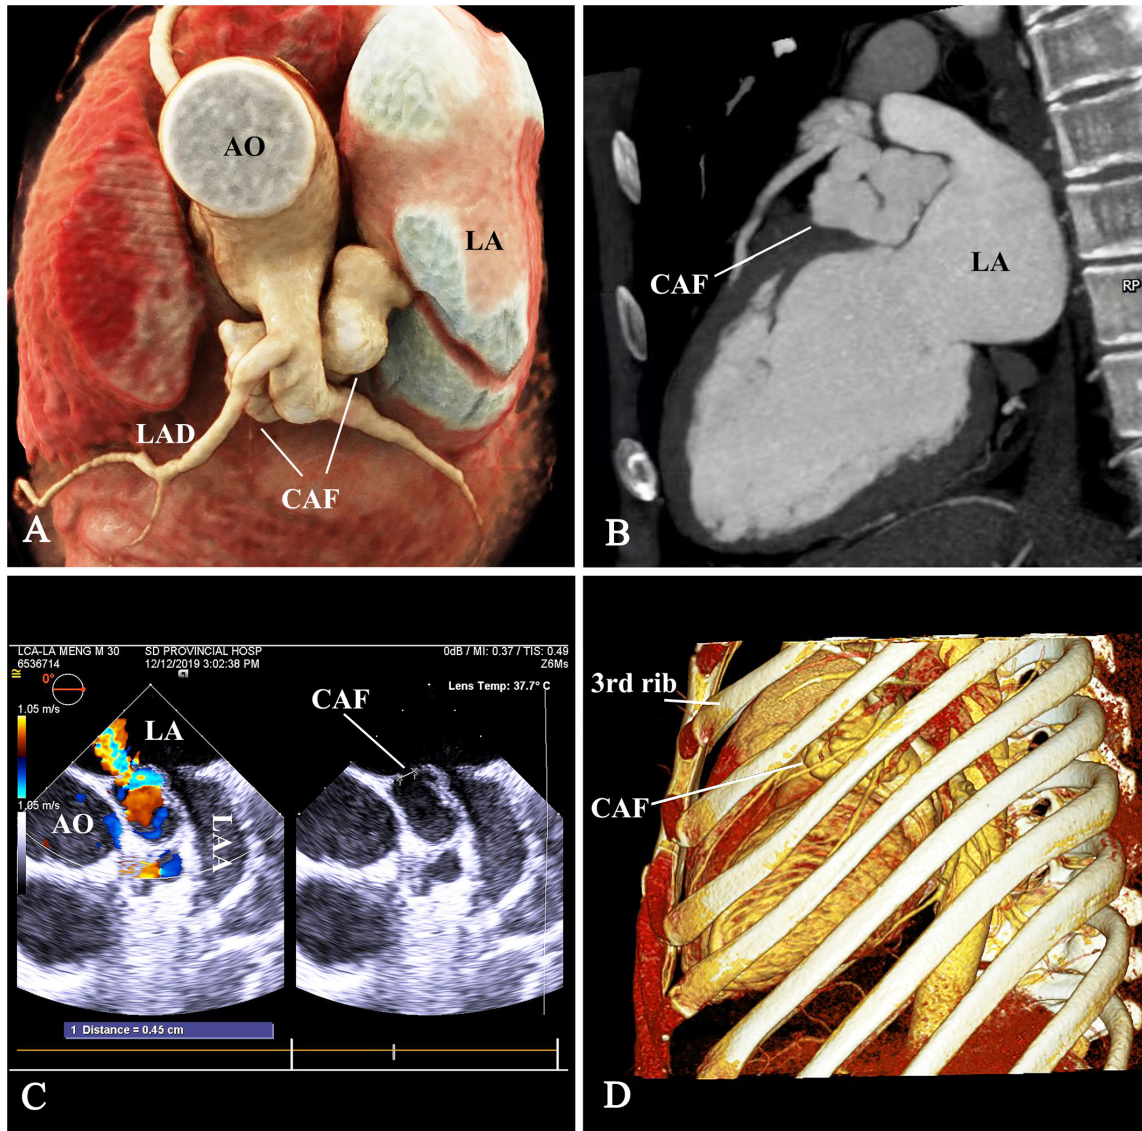 AO
LA
LAD
CAF
A
CAF
LA
RP
B
LCA-LA MENG M 30
SD PROVINCIAL HOSP
0dB / MI: 0.37 / TIS: 0.49
6536714
12/12/2019 3:02:38 PM
Z6Ms
0°
Lens Temp: 37.7° C
1.05 m/s
1.05 m/s
LA
AO
LAA
CAF
1 Distance = 0.45 cm
C
3rd rib
CAF
D